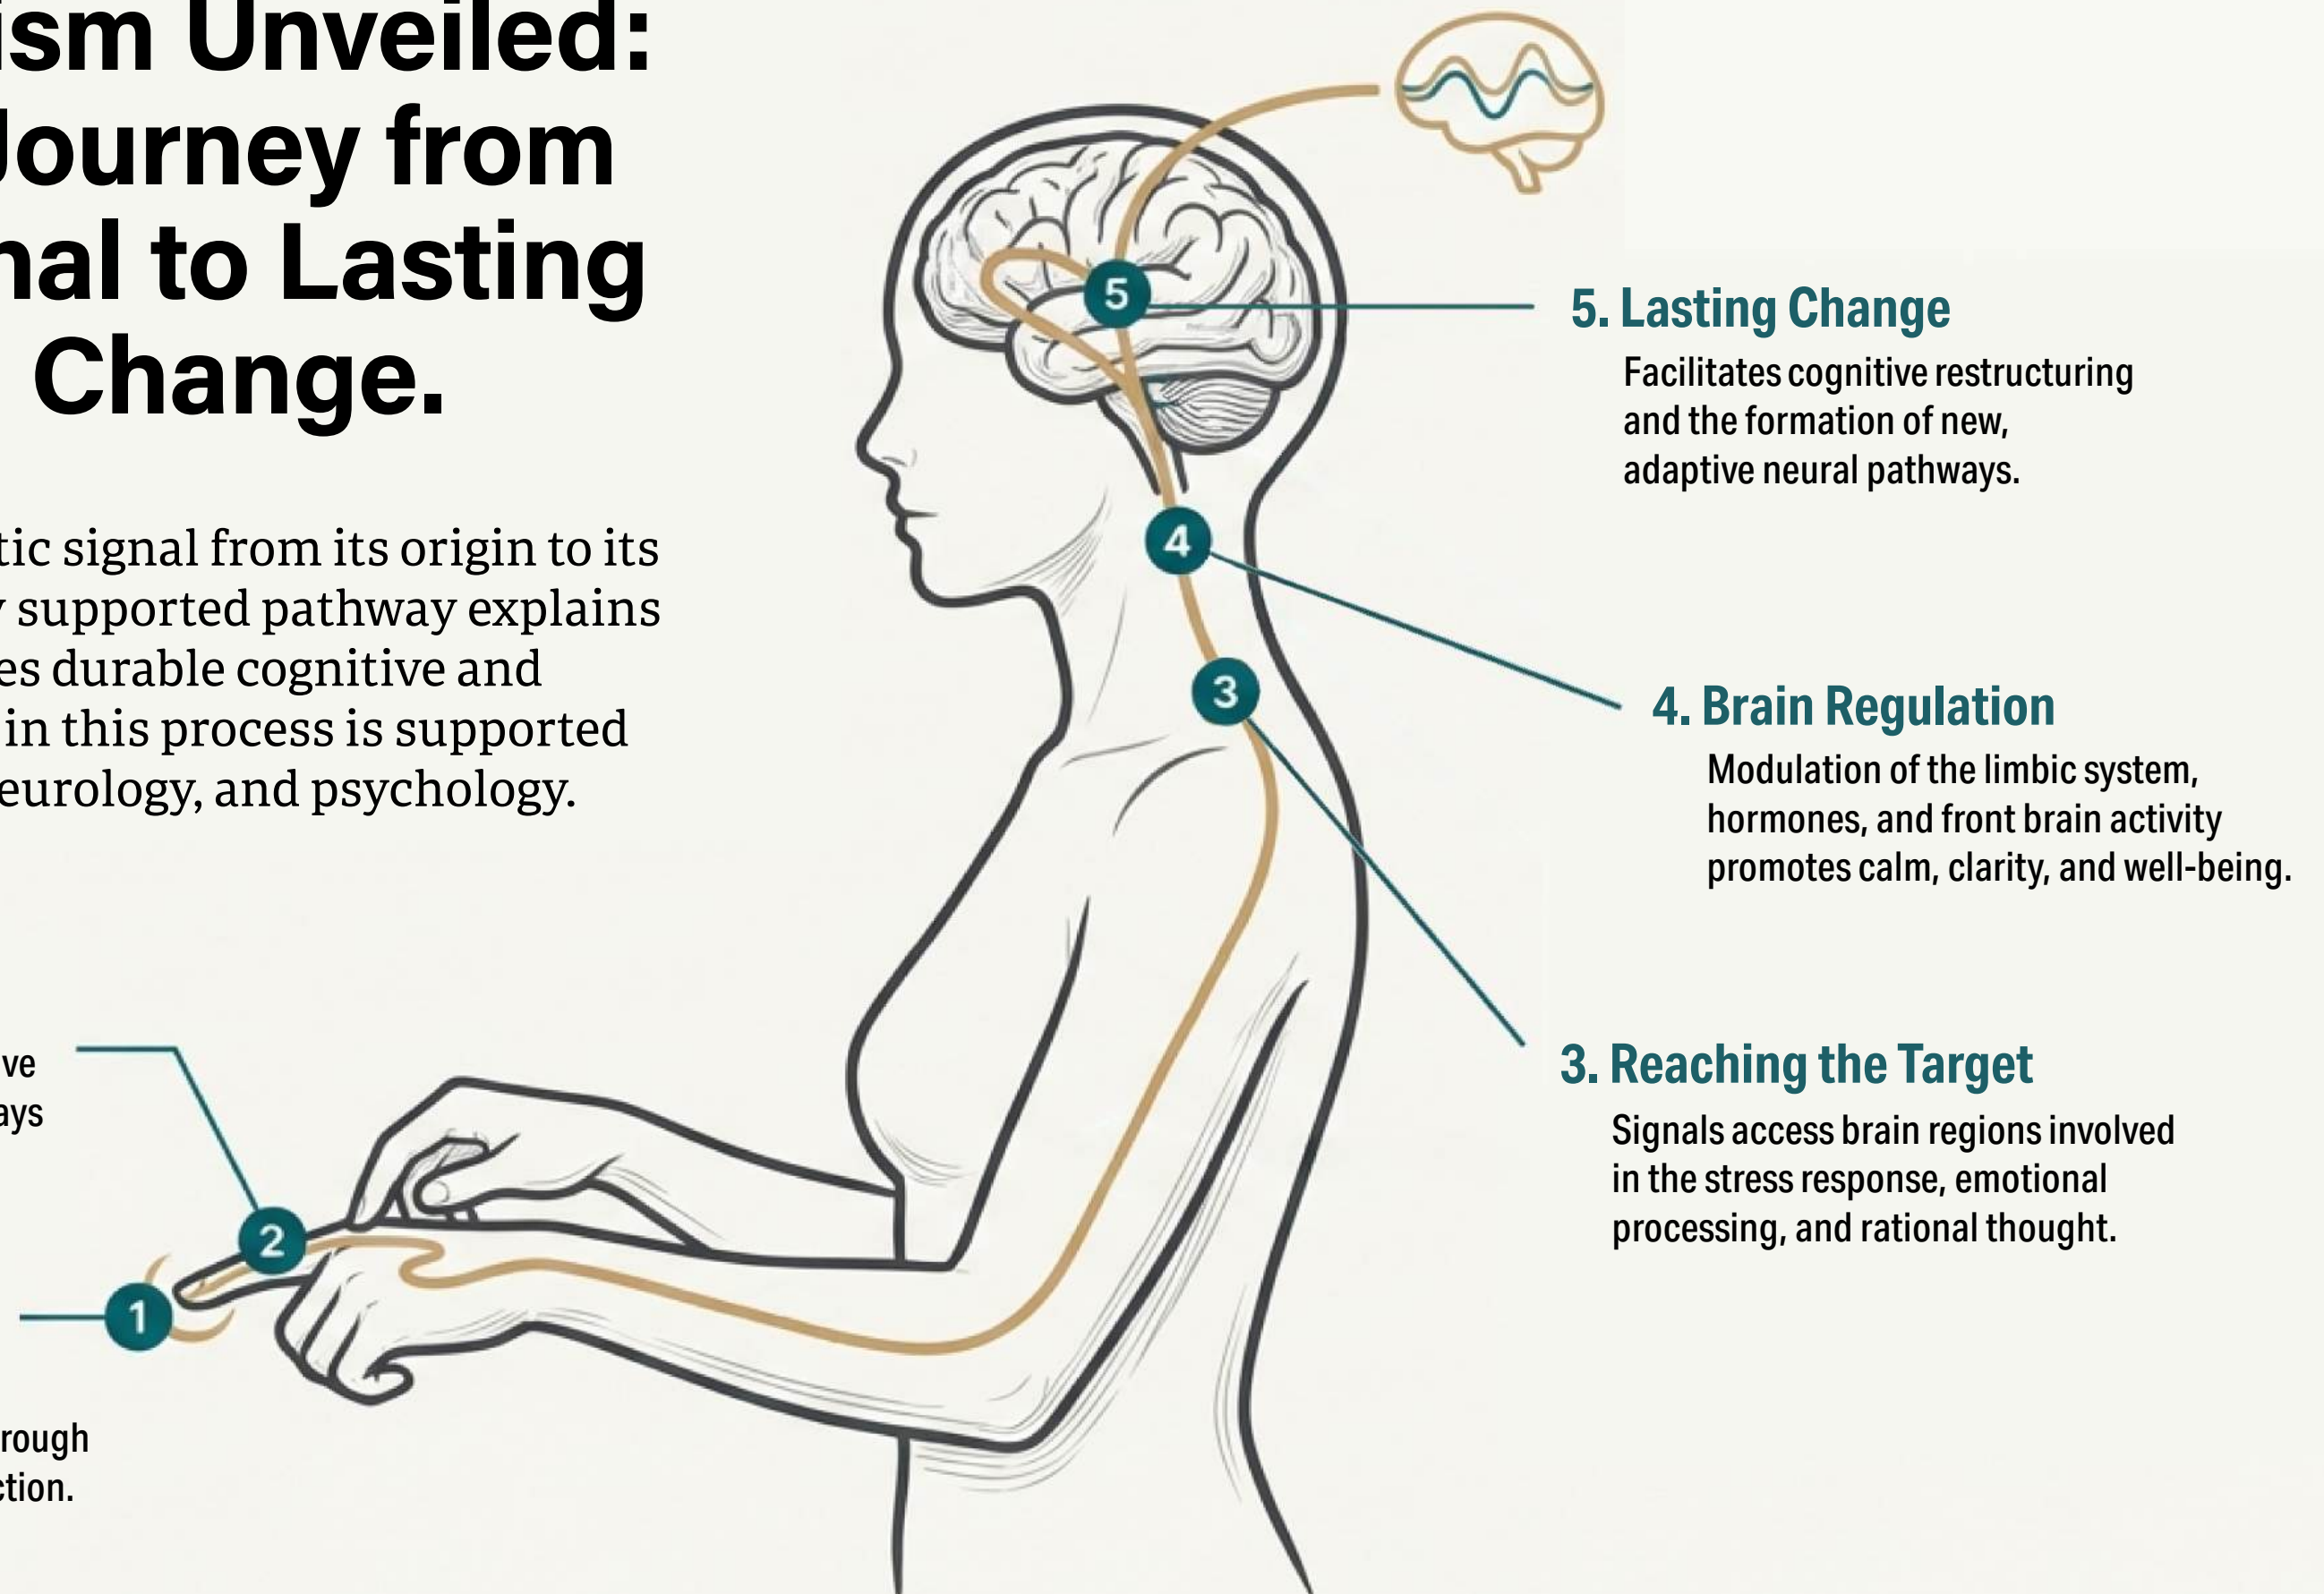 ism Unveiled:
Journey from
nal to Lasting
Change.
tic signal from its origin to its
y supported pathway explains
es durable cognitive and
in this process is supported
eurology, and psychology.
5
5. Lasting Change
Facilitates cognitive restructuring
and the formation of new,
adaptive neural pathways.
4
4. Brain Regulation
Modulation of the limbic system,
hormones, and front brain activity
promotes calm, clarity, and well-being.
3
3. Reaching the Target
Signals access brain regions involved
in the stress response, emotional
processing, and rational thought.
ve
ays
2
1
rough
ction.